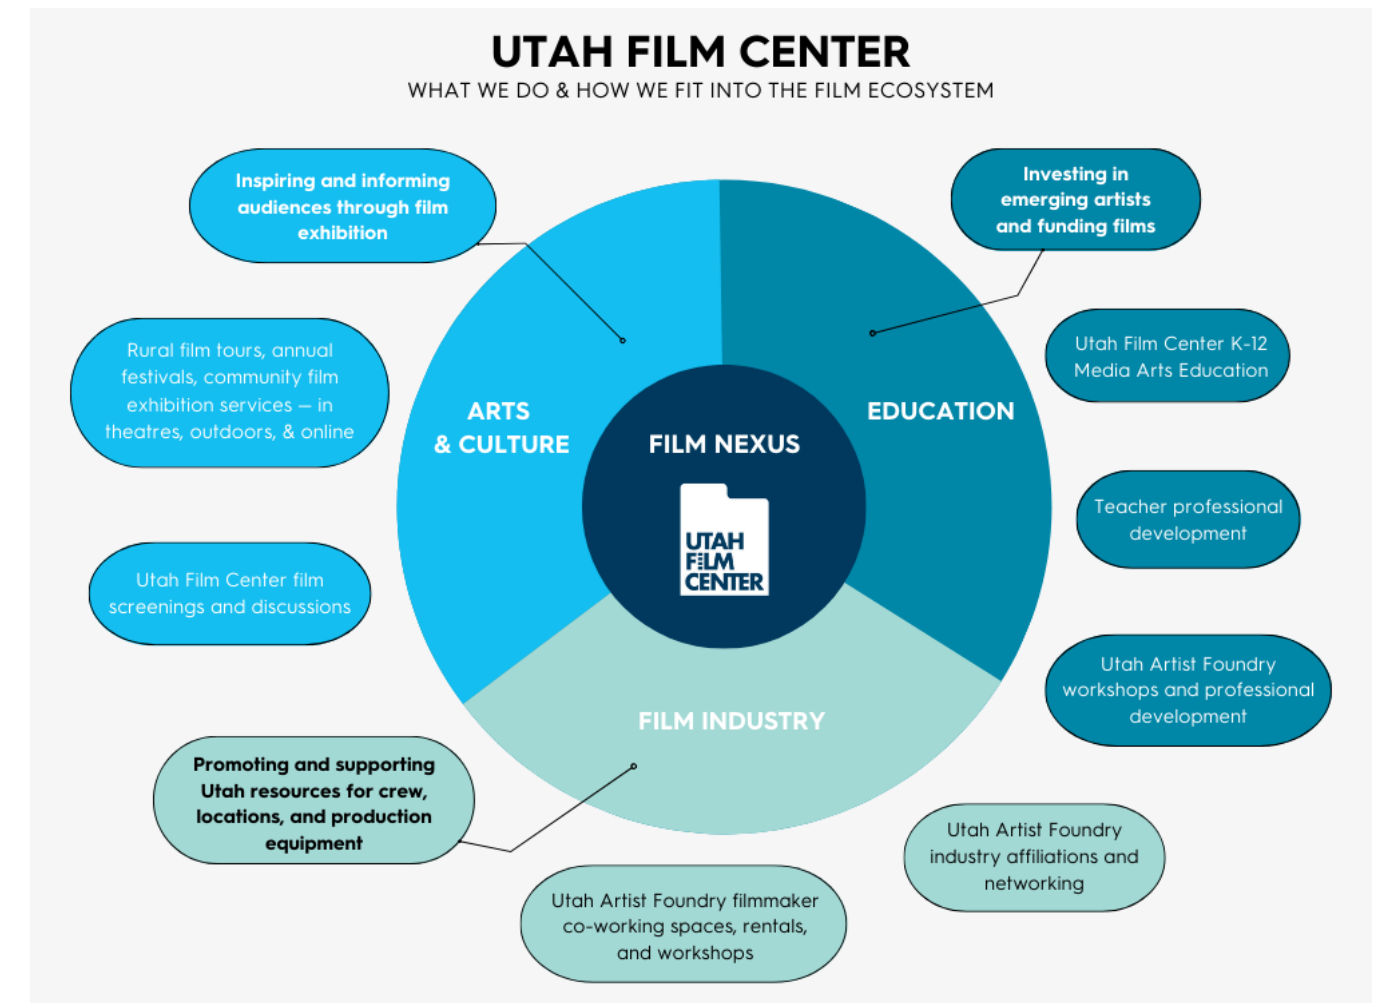 UTAH FILM CENTER
WHAT WE DO & HOW WE FIT INTO THE FILM ECOSYSTEM
Inspiring and informing
audiences through film
exhibition
Investing in
emerging artists
and funding films
Rural film tours, annual
festivals, community film
exhibition services – in
theatres, outdoors, & online
Utah Film Center K-12
Media Arts Education
ARTS
& CULTURE
FILM NEXUS
EDUCATION
UTAH
FILM
CENTER
Teacher professional
development
Utah Film Center film
screenings and discussions
Utah Artist Foundry
workshops and professional
development
FILM INDUSTRY
Promoting and supporting
Utah resources for crew,
locations, and production
equipment
Utah Artist Foundry
industry affiliations and
networking
Utah Artist Foundry filmmaker
co-working spaces, rentals,
and workshops